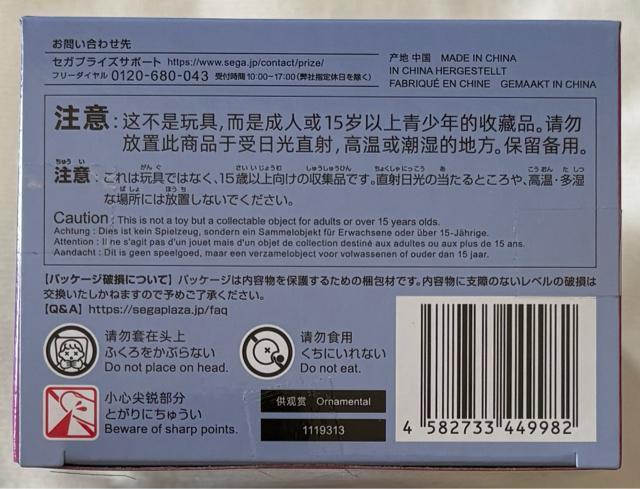 お問い合わせ先
セガプライズサポート https://www.sega.jp/contact/prize/
フリーダイヤル 0120-680-043 受付時間10:00~17:00(弊社指定休日を除く)
产地 中国 MADE IN CHINA
IN CHINA HERGESTELLT
FABRIQUÉ EN CHINE GEMAAKT IN CHINA
注意:这不是玩具,而是成人或15岁以上青少年的收藏品。请勿
放置此商品于受日光直射,高温或潮湿的地方。保留备用。
注意:これは玩具ではなく、15歳以上向けの収集品です。直射日光の当たるところや、高温・多湿
な場所には放置しないでください。
Caution : This is not a toy but a collectable object for adults or over 15 years olds.
Achtung : Dies ist kein Spielzeug, sondern ein Sammelobjekt für Erwachsene oder über 15-Jährige.
Attention : Il ne s'agit pas d'un jouet mais d'un objet de collection destiné aux adultes ou aux plus de 15 ans.
Aandacht : Dit is geen speelgoed, maar een verzamelobject voor volwassenen of ouder dan 15 jaar.
【パッケージ破損について】パッケージは内容物を保護するための梱包材です。内容物に支障のないレベルの破損は
交換いたしかねますので予めご了承ください。
【Q&A】https://segaplaza.jp/faq
请勿套在头上
ふくろをかぶらない
Do not place on head.
请勿食用
くちにいれない
Do not eat.
小心尖锐部分
とがりにちゅうい
Beware of sharp points.
供观赏 Ornamental
1119313
4 582733 449982